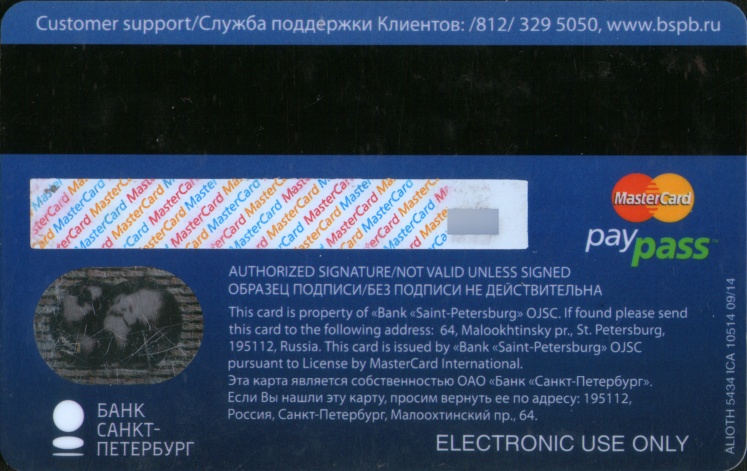 Customer support/Служба поддержки Клиентов: /812/ 329 5050, www.bspb.ru
MasterCard
paypass™
AUTHORIZED SIGNATURE/NOT VALID UNLESS SIGNED
ОБРАЗЕЦ ПОДПИСИ/БЕЗ ПОДПИСИ НЕ ДЕЙСТВИТЕЛЬНА
This card is property of «Bank «Saint-Petersburg» OJSC. If found please send
this card to the following address: 64, Malookhtinsky pr., St. Petersburg,
195112, Russia. This card is issued by «Bank «Saint-Petersburg» OJSC
pursuant to License by MasterCard International.
Эта карта является собственностью ОАО «Банк «Санкт-Петербург».
Если Вы нашли эту карту, просим вернуть ее по адресу: 195112,
Россия, Санкт-Петербург, Малоохтинский пр., 64.
БАНК
САНКТ-
ПЕТЕРБУРГ
ELECTRONIC USE ONLY
ALIOTH 5434 ICA 10514 09/14